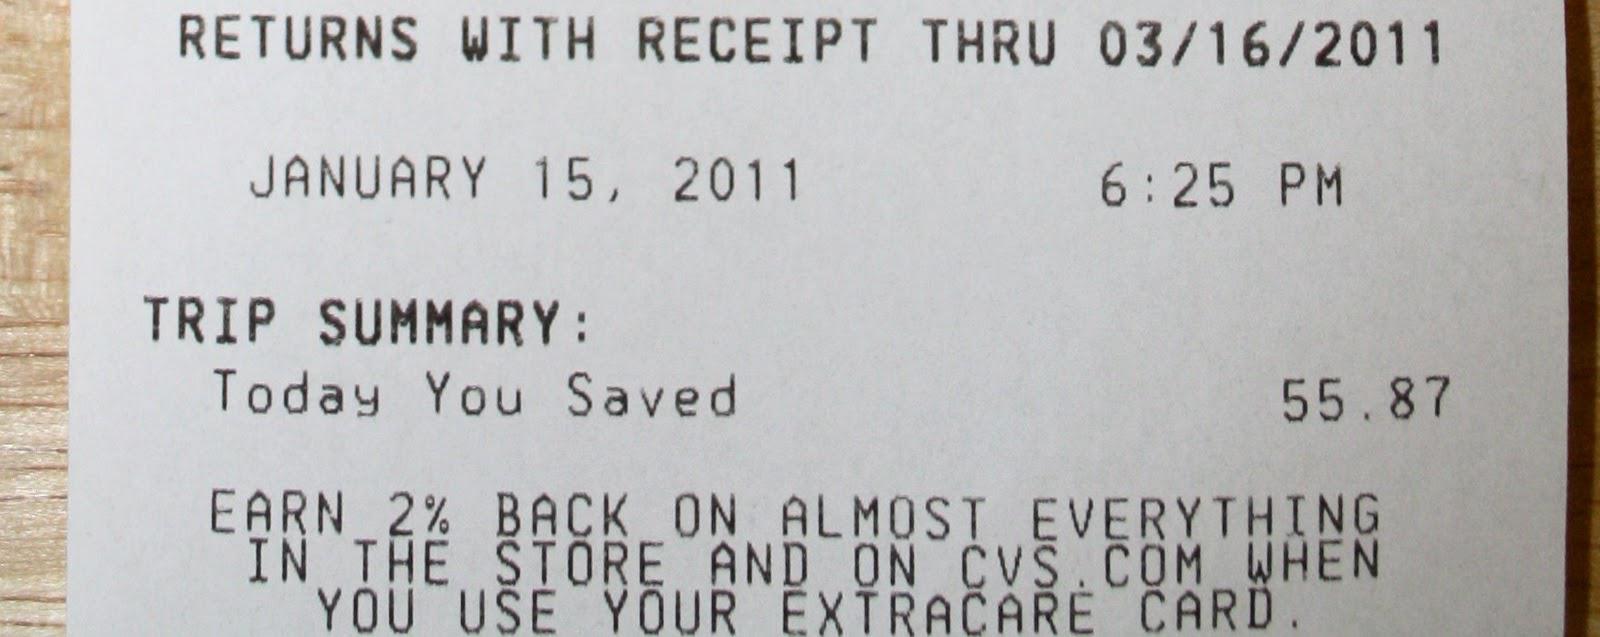 RETURNS WITH RECEIPT THRU 03/16/2011
JANUARY 15, 2011 6:25 PM
TRIP SUMMARY:
Today You Saved 55.87
EARN 2% BACK ON ALMOST EVERYTHING
IN THE STORE AND ON CVS.COM WHEN
YOU USE YOUR EXTRACARE CARD.